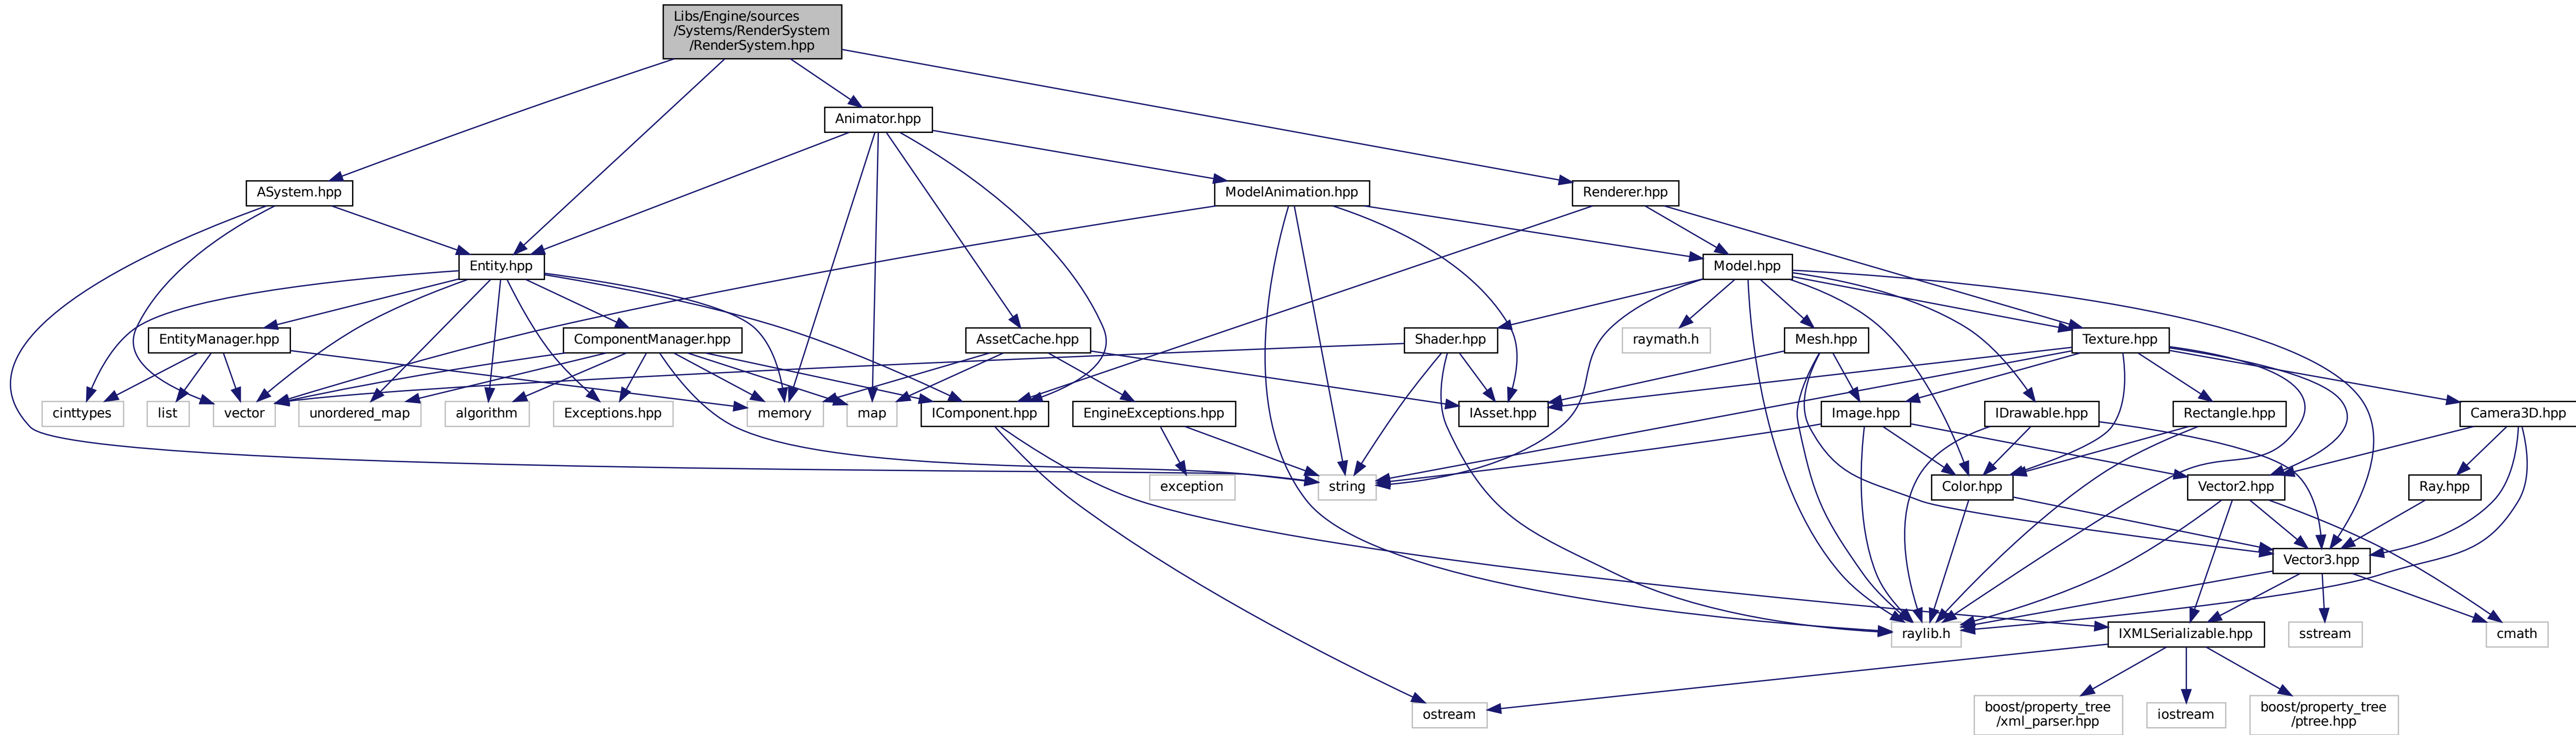 Libs/Engine/sources
/Systems/RenderSystem
/RenderSystem.hpp
Animator.hpp
ASystem.hpp
ModelAnimation.hpp
Renderer.hpp
Entity.hpp
Model.hpp
EntityManager.hpp
ComponentManager.hpp
AssetCache.hpp
Shader.hpp
raymath.h
Mesh.hpp
Texture.hpp
cinttypes
list
vector
unordered_map
algorithm
Exceptions.hpp
memory
map
IComponent.hpp
EngineExceptions.hpp
IAsset.hpp
Image.hpp
IDrawable.hpp
Rectangle.hpp
Camera3D.hpp
exception
string
Color.hpp
Vector2.hpp
Ray.hpp
Vector3.hpp
raylib.h
IXMLSerializable.hpp
sstream
cmath
ostream
boost/property_tree
/xml_parser.hpp
iostream
boost/property_tree
/ptree.hpp